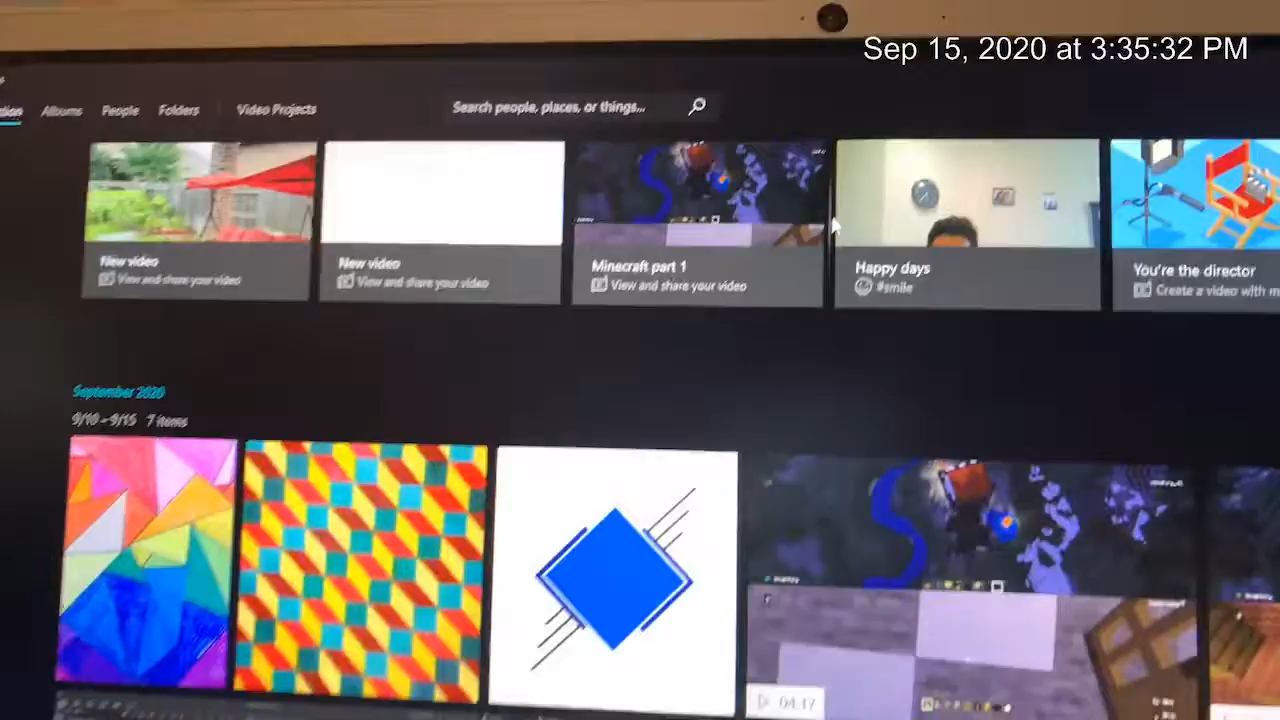 Sep 15, 2020 at 3:35:32 PM
Albums People Folders Video Projects Search people, places, or things...
New video
View and share your video
New video
View and share your video
Minecraft part 1
View and share your video
Happy days
#smile
You're the director
Create a video with m
September 2020
9/10 - 9/15 7 items
04:17